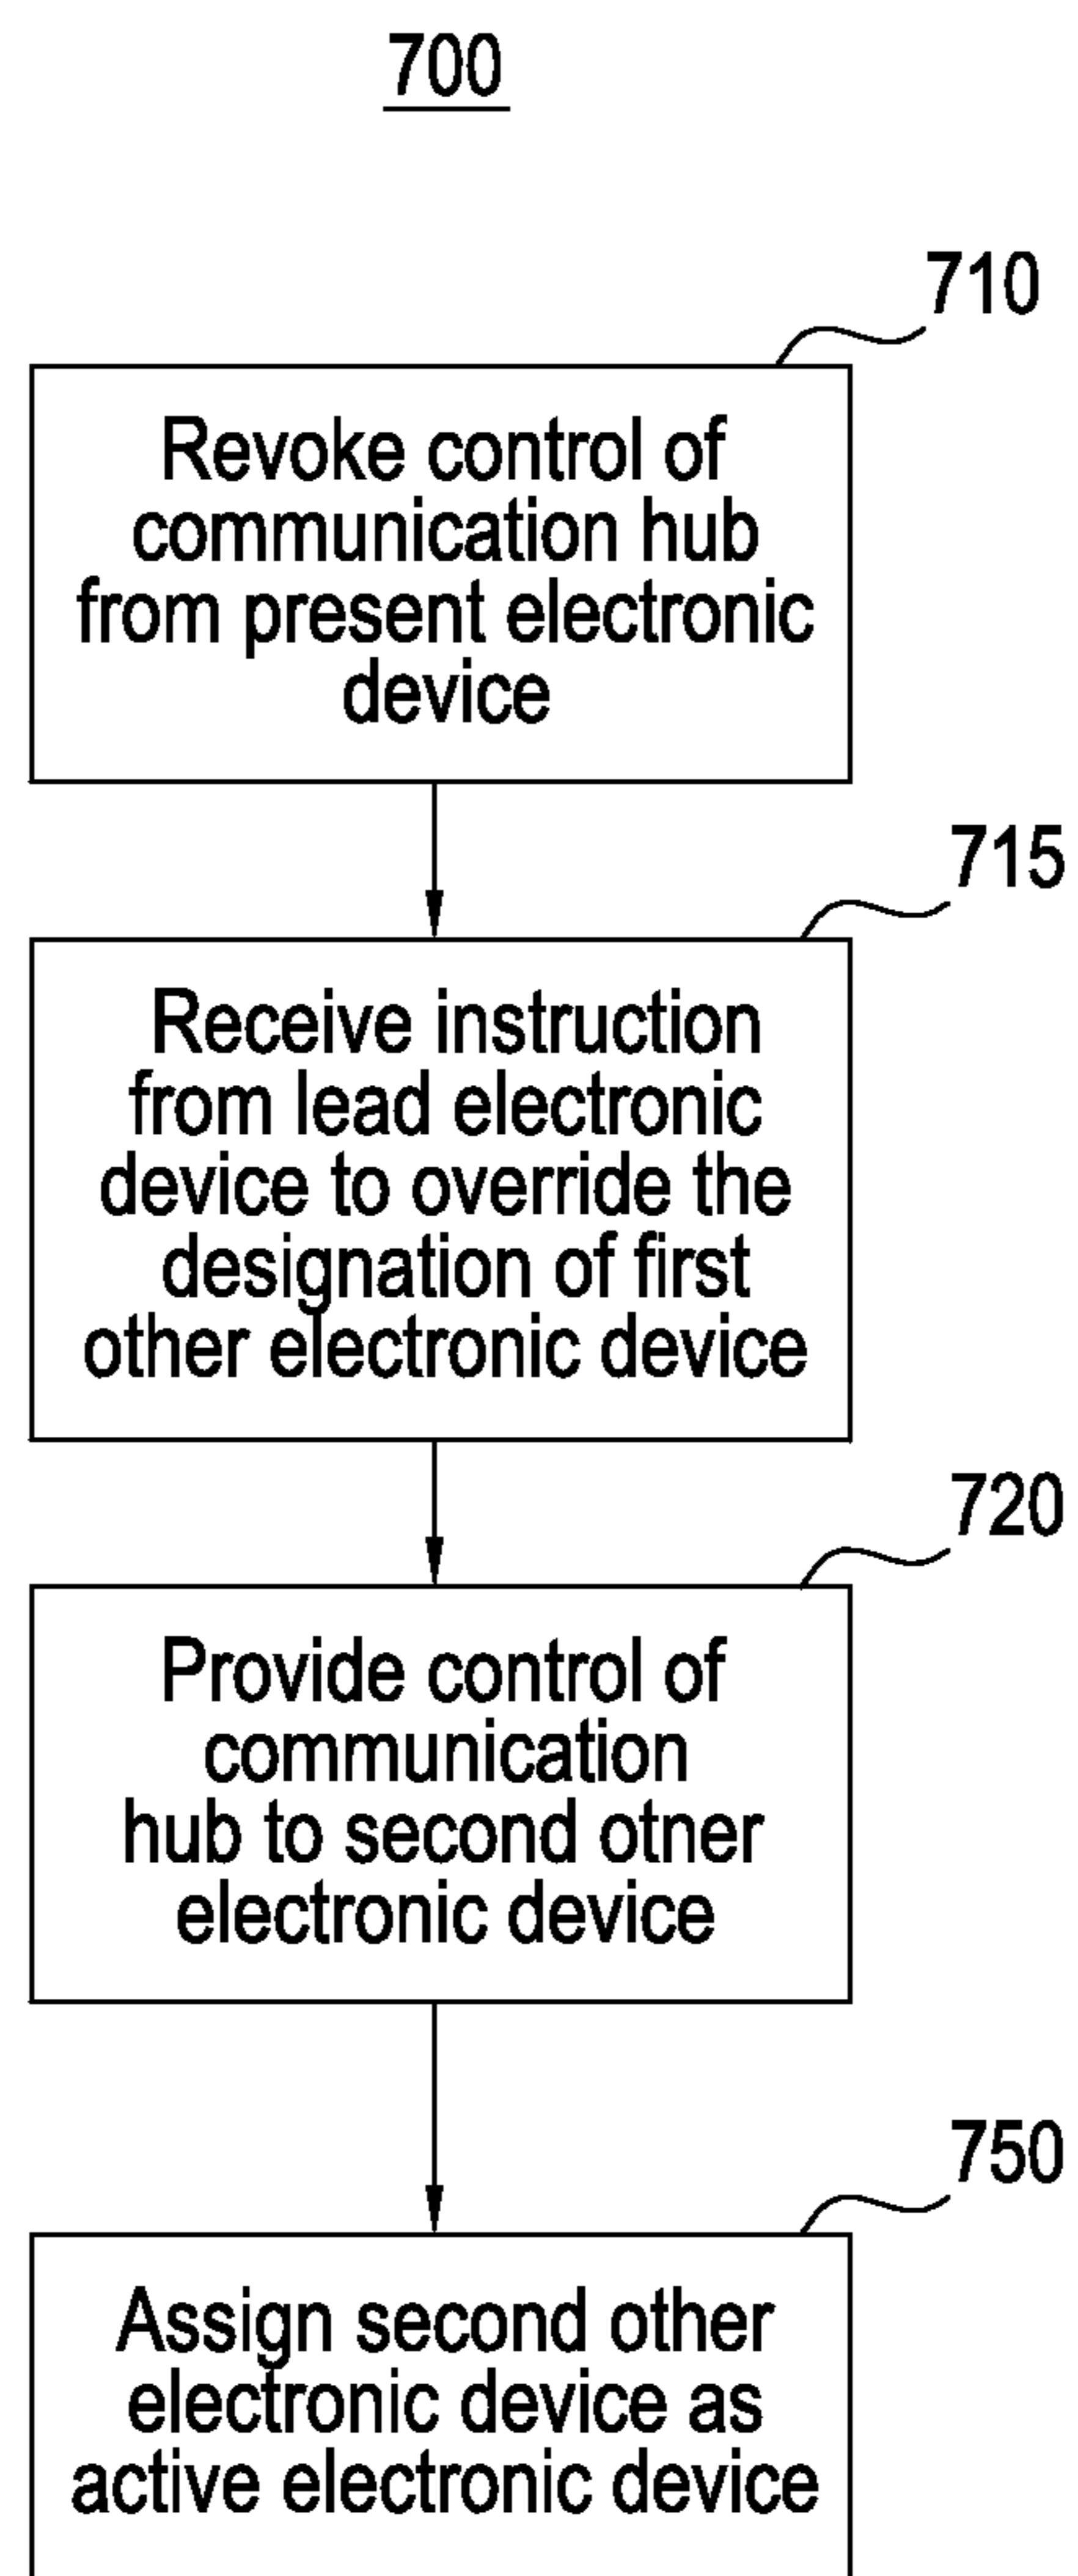 700
710
Revoke control of
communication hub
from present electronic
device
715
Receive instruction
from lead electronic
device to override the
designation of first
other electronic device
720
Provide control of
communication
hub to second otner
electronic device
750
Assign second other
electronic device as
active electronic device